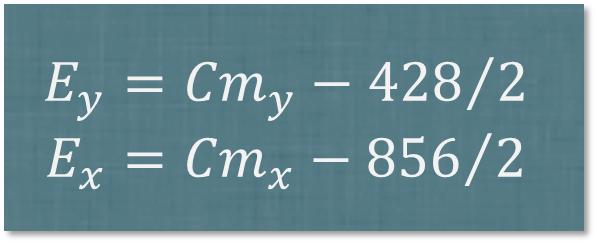 E_y = Cm_y − 428/2
E_x = Cm_x − 856/2